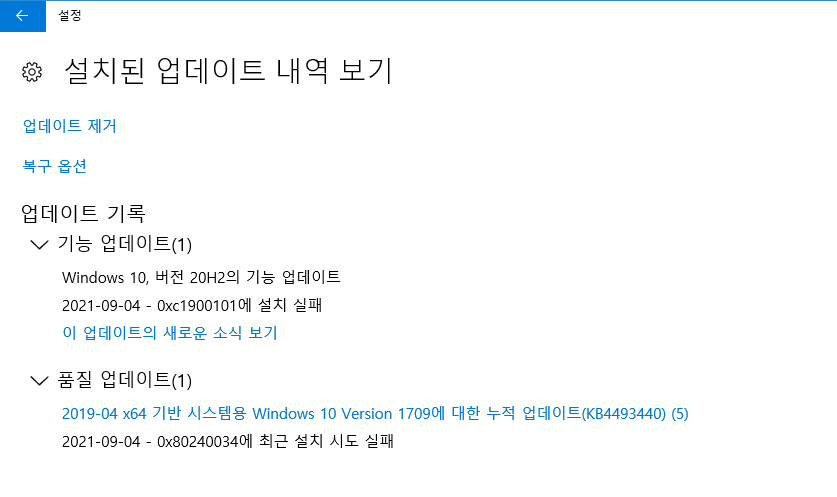 설정
설치된 업데이트 내역 보기
업데이트 제거
복구 옵션
업데이트 기록
기능 업데이트(1)
Windows 10, 버전 20H2의 기능 업데이트
2021-09-04 - 0xc1900101에 설치 실패
이 업데이트의 새로운 소식 보기
품질 업데이트(1)
2019-04 x64 기반 시스템용 Windows 10 Version 1709에 대한 누적 업데이트(KB4493440) (5)
2021-09-04 - 0x80240034에 최근 설치 시도 실패